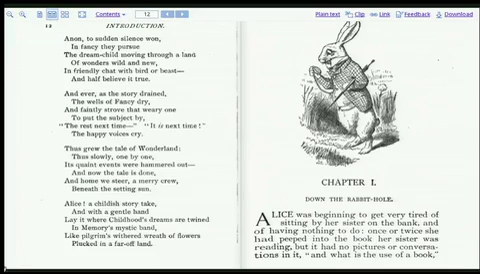 Contents
12
Plain text
Clip
Link
Feedback
Download
12
INTRODUCTION.
Anon, to sudden silence won,
In fancy they pursue
The dream-child moving through a land
Of wonders wild and new,
In friendly chat with bird or beast—
And half believe it true.
And ever, as the story drained,
The wells of Fancy dry,
And faintly strove that weary one
To put the subject by,
"The rest next time—" "It is next time!"
The happy voices cry.
Thus grew the tale of Wonderland:
Thus slowly, one by one,
Its quaint events were hammered out—
And now the tale is done,
And home we steer, a merry crew,
Beneath the setting sun.
Alice! a childish story take,
And with a gentle hand
Lay it where Childhood's dreams are twined
In Memory's mystic band,
Like pilgrim's withered wreath of flowers
Plucked in a far-off land.
CHAPTER I.
DOWN THE RABBIT-HOLE.
ALICE was beginning to get very tired of
sitting by her sister on the bank, and
of having nothing to do: once or twice she
had peeped into the book her sister was
reading, but it had no pictures or conversa-
tions in it, "and what is the use of a book,"